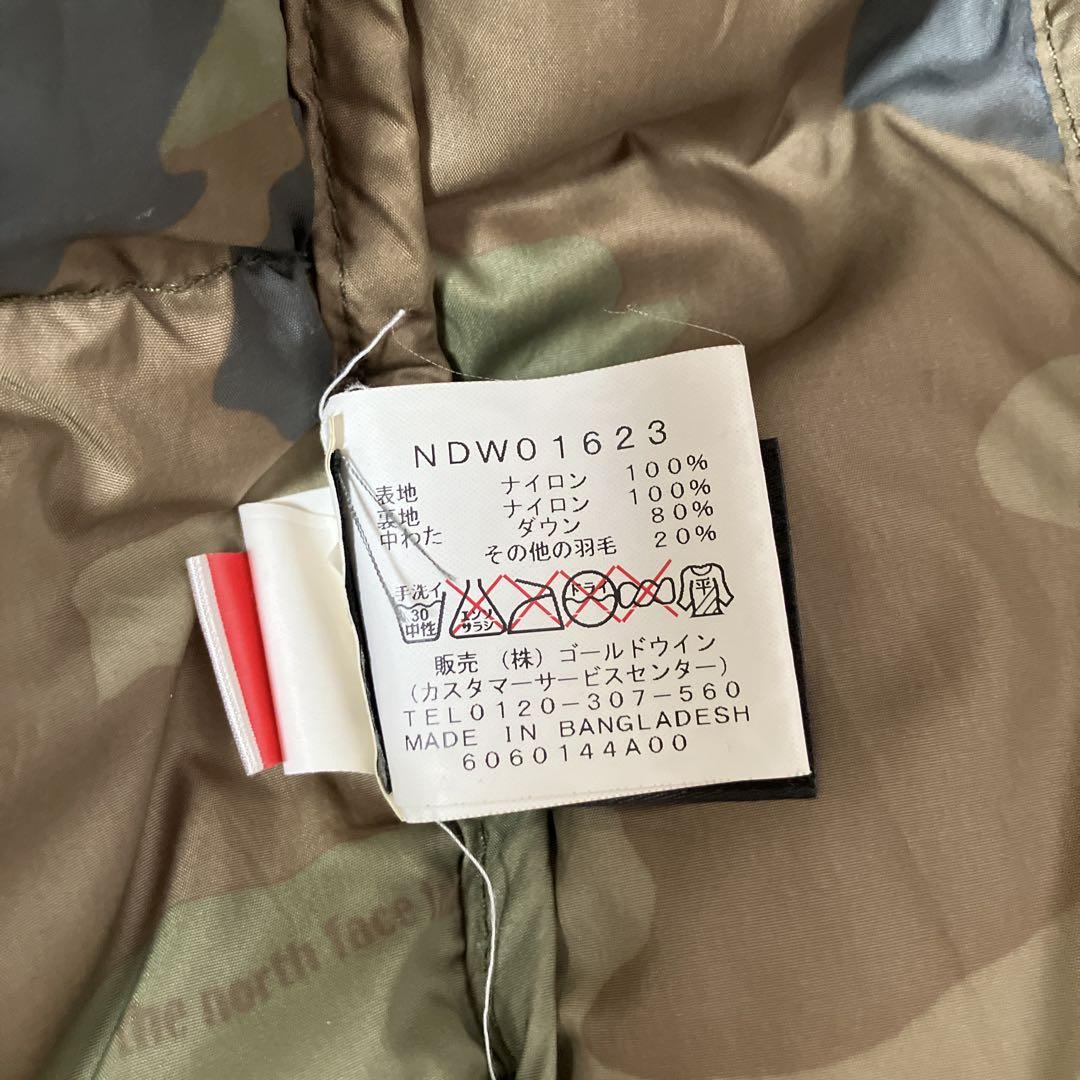 NDW01623
表地 ナイロン 100%
裏地 ナイロン 100%
中わた ダウン 80%
その他の羽毛 20%
手洗イ
30
中性
エンソ
サラシ
ドライ
平
販売 (株) ゴールドウイン
(カスタマーサービスセンター)
TEL0120-307-560
MADE IN BANGLADESH
6060144A00
the north face